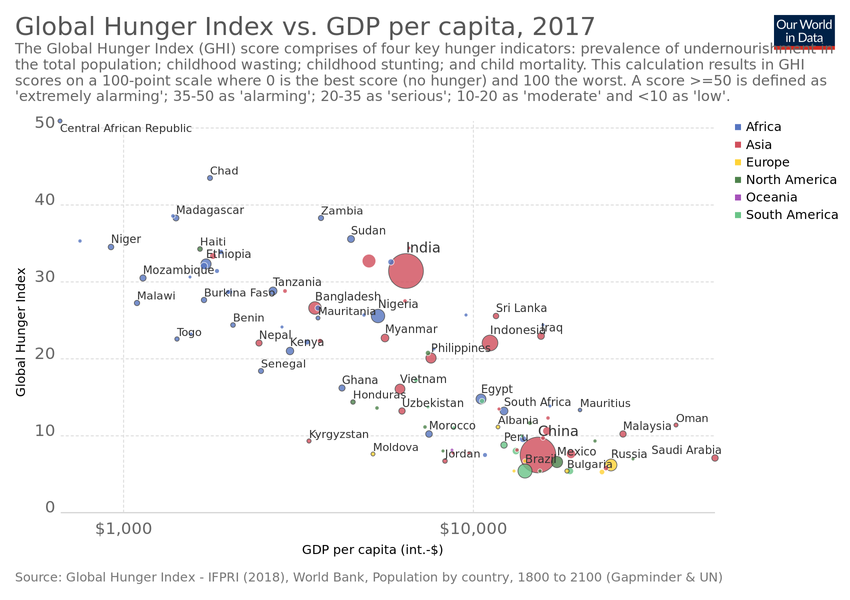 Global Hunger Index vs. GDP per capita, 2017
Our World
in Data
The Global Hunger Index (GHI) score comprises of four key hunger indicators: prevalence of undernourishment in
the total population; childhood wasting; childhood stunting; and child mortality. This calculation results in GHI
scores on a 100-point scale where 0 is the best score (no hunger) and 100 the worst. A score >=50 is defined as
'extremely alarming'; 35-50 as 'alarming'; 20-35 as 'serious'; 10-20 as 'moderate' and <10 as 'low'.
50
Central African Republic
Africa
Asia
Europe
North America
Oceania
South America
Chad
40
Madagascar
Zambia
Sudan
Niger
Haiti
India
Ethiopia
30
Mozambique
Tanzania
Malawi
Burkina Faso
Bangladesh
Nigeria
Mauritania
Sri Lanka
Benin
Togo
Nepal
Kenya
Myanmar
Indonesia
Iraq
20
Philippines
Senegal
Ghana
Vietnam
Egypt
Honduras
Uzbekistan
South Africa
Mauritius
10
Kyrgyzstan
Morocco
Albania
China
Malaysia
Oman
Moldova
Jordan
Peru
Brazil
Mexico
Bulgaria
Russia
Saudi Arabia
0
$1,000
$10,000
Global Hunger Index
GDP per capita (int.-$)
Source: Global Hunger Index - IFPRI (2018), World Bank, Population by country, 1800 to 2100 (Gapminder & UN)